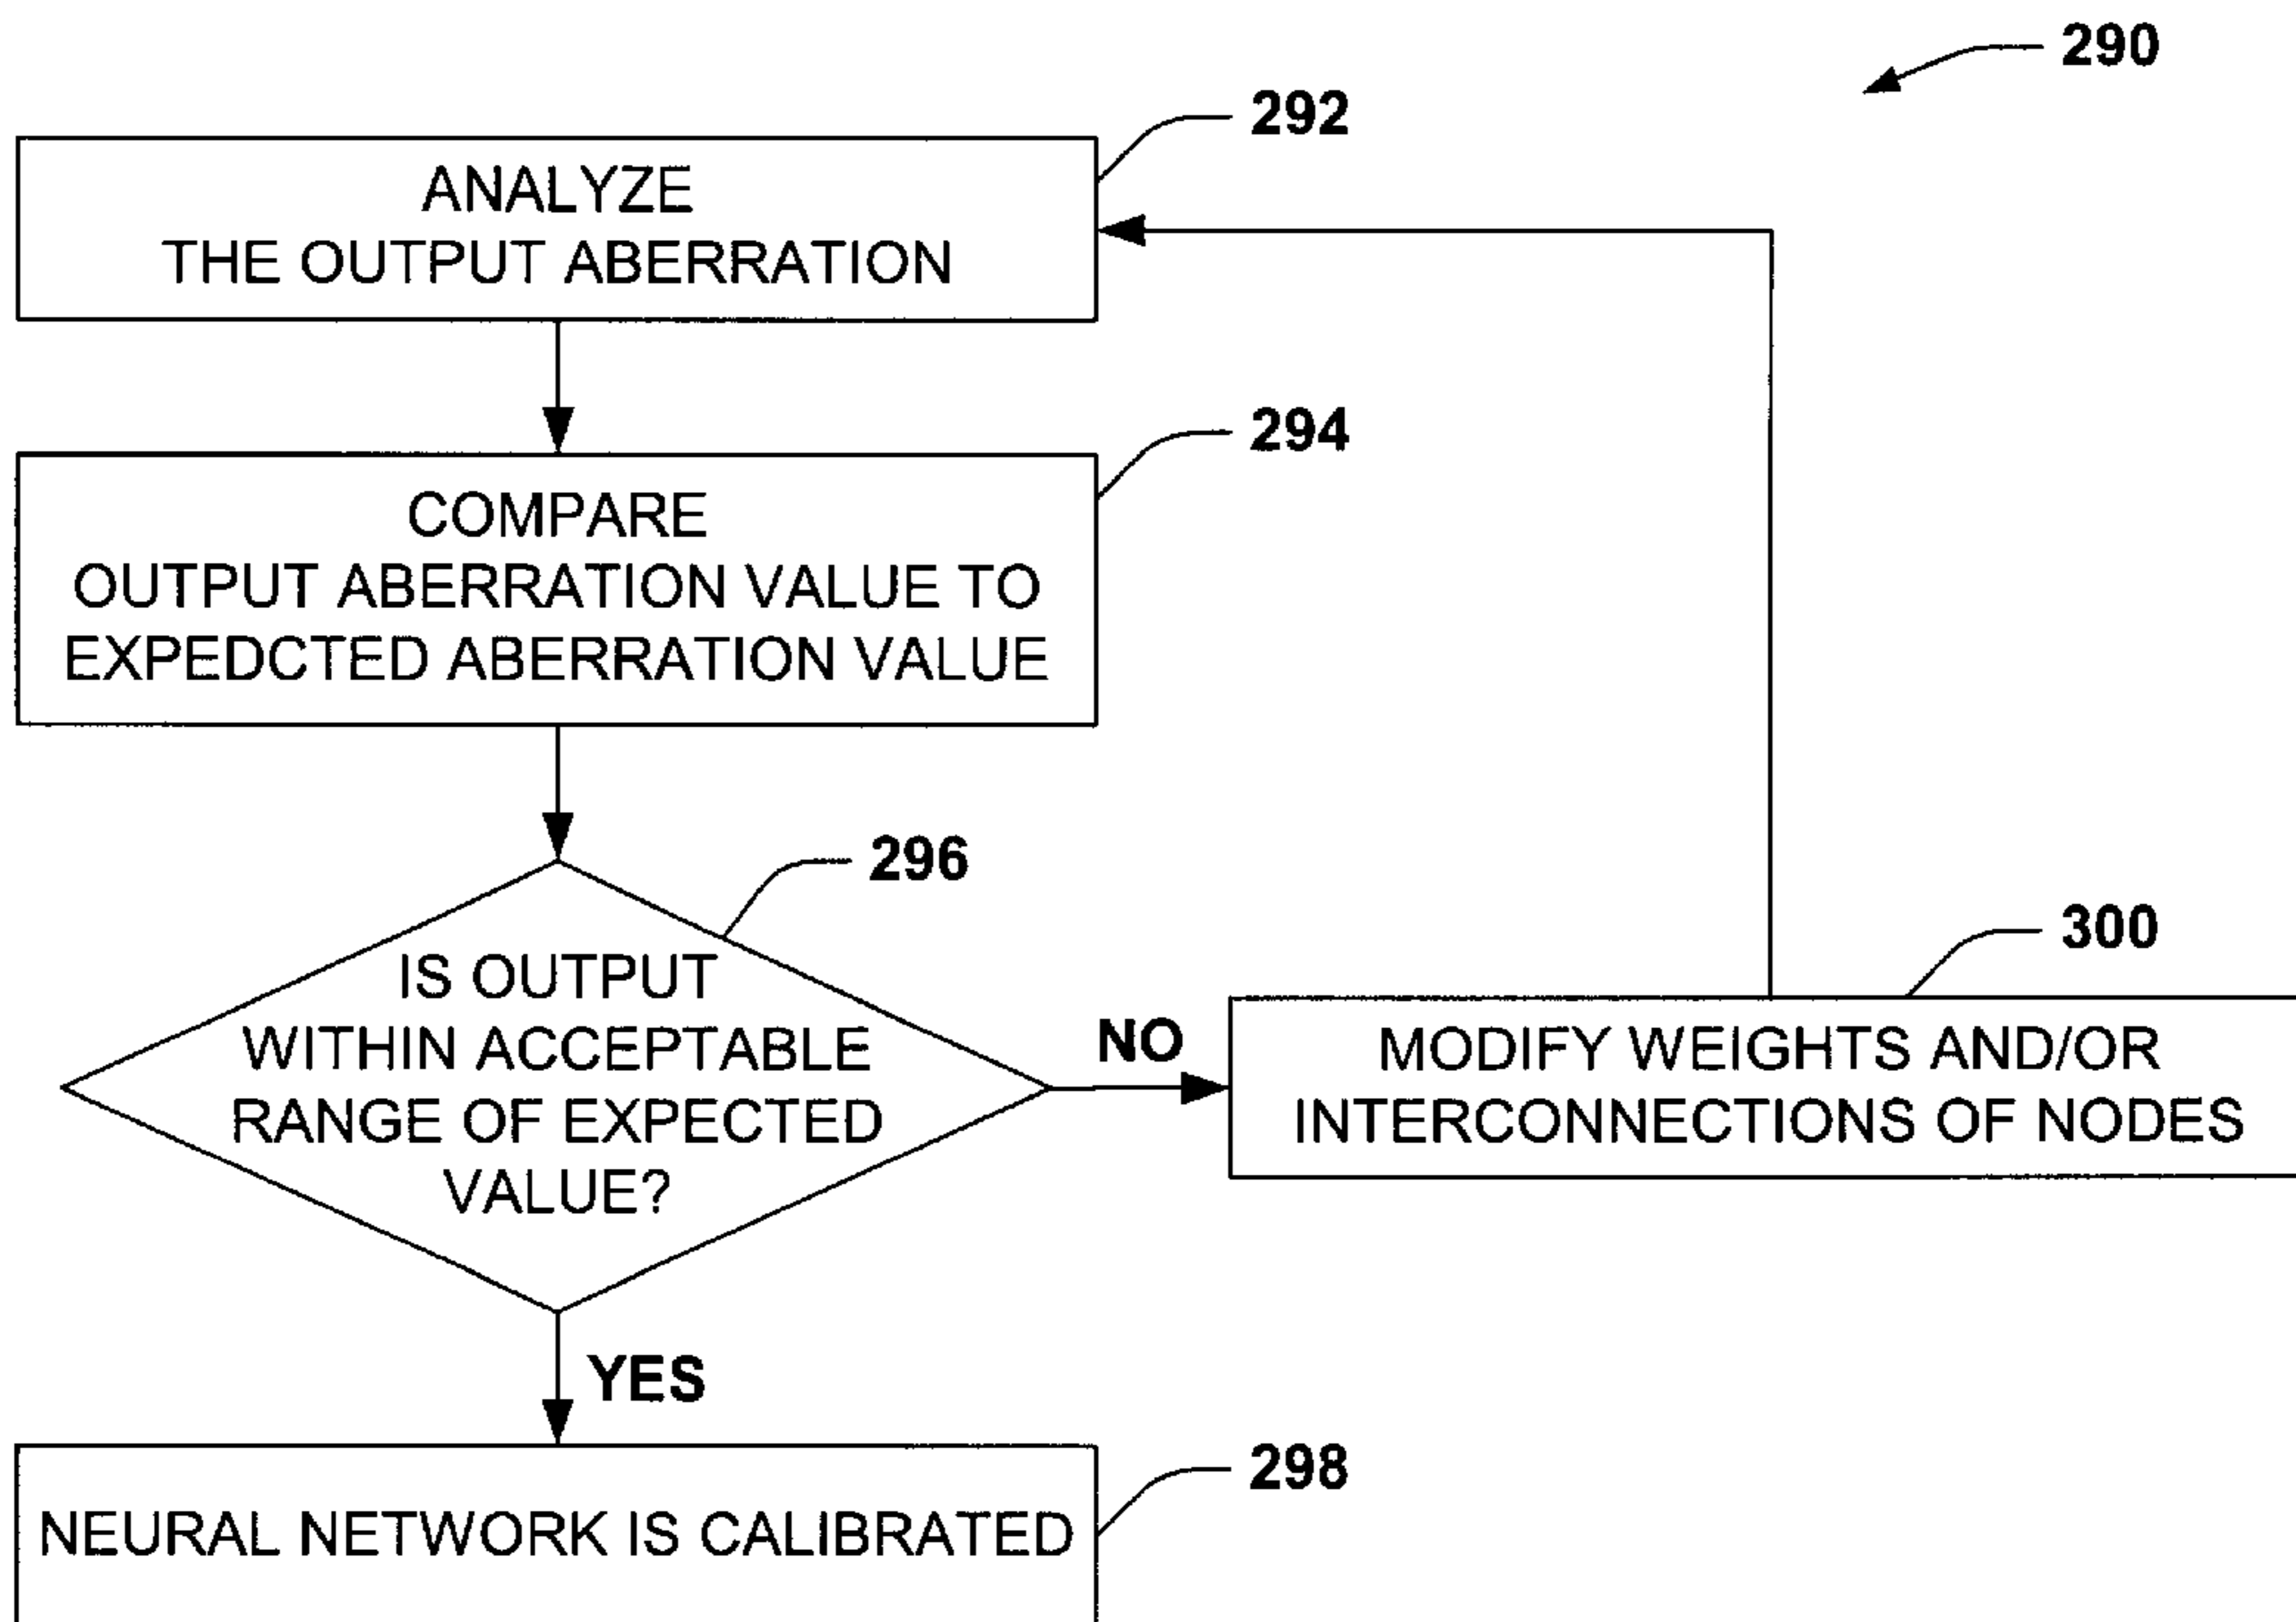 290
292
ANALYZE
THE OUTPUT ABERRATION
294
COMPARE
OUTPUT ABERRATION VALUE TO
EXPEDCTED ABERRATION VALUE
296
IS OUTPUT
WITHIN ACCEPTABLE
RANGE OF EXPECTED
VALUE?
NO
300
MODIFY WEIGHTS AND/OR
INTERCONNECTIONS OF NODES
YES
298
NEURAL NETWORK IS CALIBRATED